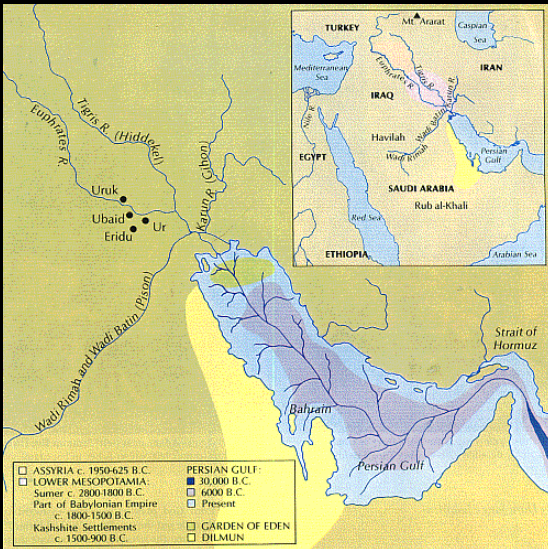 TURKEY
Mt. Ararat
Caspian
Sea
Mediterranean
Sea
Euphrates R.
Tigris R.
IRAN
IRAQ
Karun R.
Wadi Batin
Nile R.
Havilah
Wadi Rimah
Persian
Gulf
EGYPT
SAUDI ARABIA
Rub al-Khali
Red Sea
ETHIOPIA
Arabian Sea
Euphrates R.
Tigris R. (Hiddekel)
Karun R. (Gihon)
Uruk
Ubaid
Ur
Eridu
Wadi Rimah and Wadi Batin (Pison)
Strait of
Hormuz
Bahrain
Persian Gulf
ASSYRIA c. 1950-625 B.C.
LOWER MESOPOTAMIA:
Sumer c. 2800-1800 B.C.
Part of Babylonian Empire
c. 1800-1500 B.C.
Kashshite Settlements
c. 1500-900 B.C.
PERSIAN GULF:
30,000 B.C.
6000 B.C.
Present
GARDEN OF EDEN
DILMUN